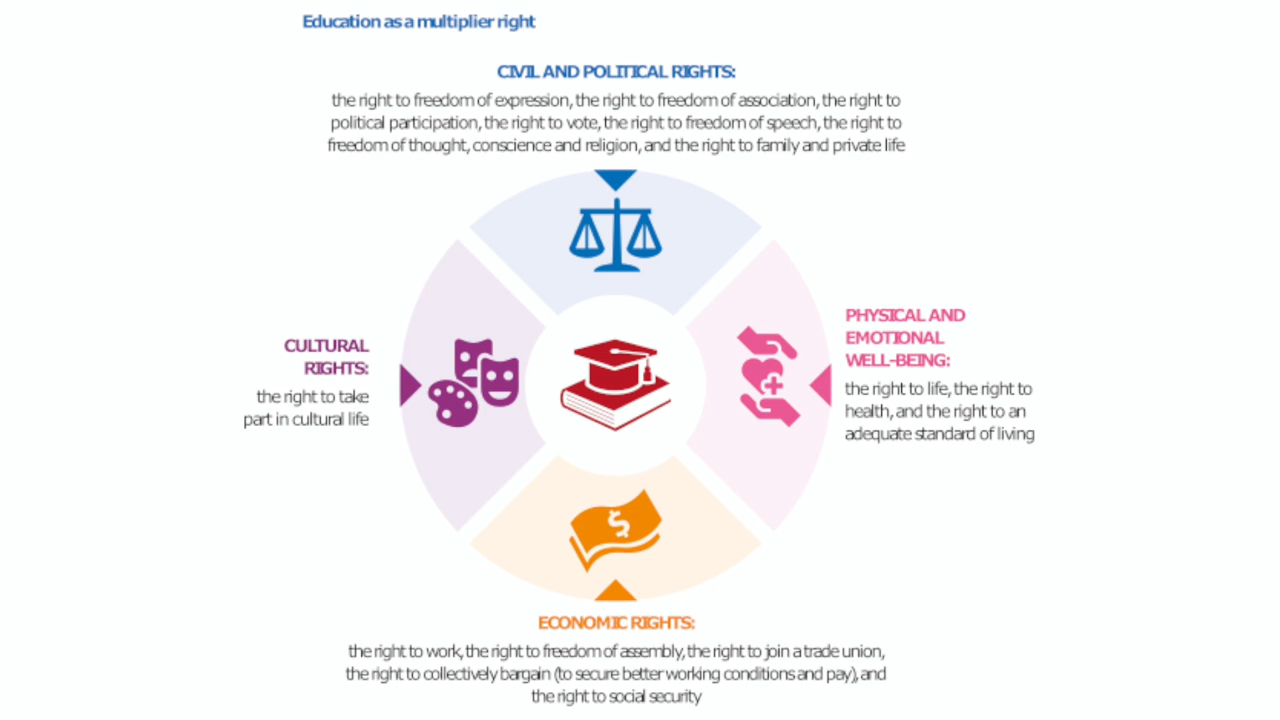 Education as a multiplier right
CIVIL AND POLITICAL RIGHTS:
the right to freedom of expression, the right to freedom of association, the right to
political participation, the right to vote, the right to freedom of speech, the right to
freedom of thought, conscience and religion, and the right to family and private life
CULTURAL
RIGHTS:
the right to take
part in cultural life
PHYSICAL AND
EMOTIONAL
WELL-BEING:
the right to life, the right to
health, and the right to an
adequate standard of living
$
ECONOMIC RIGHTS:
the right to work, the right to freedom of assembly, the right to join a trade union,
the right to collectively bargain (to secure better working conditions and pay), and
the right to social security